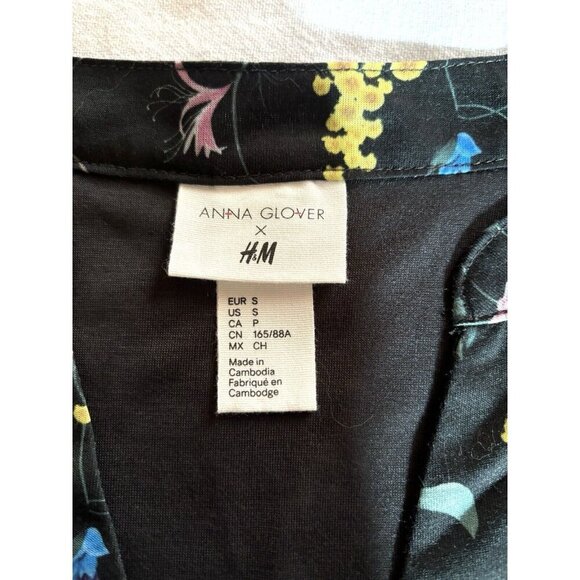 ANNA GLOVER
X
H&M
EUR S
US S
CA P
CN 165/88A
MX CH
Made in
Cambodia
Fabriqué en
Cambodge